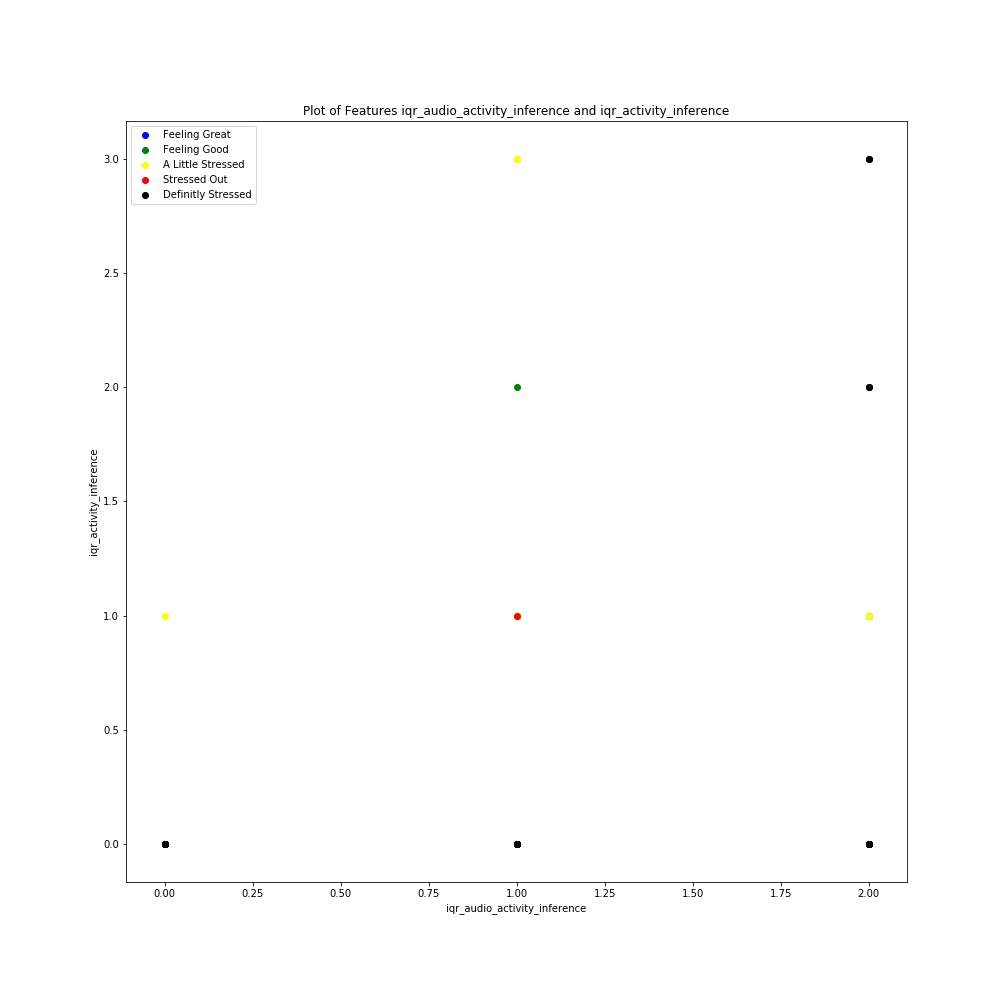 Plot of Features iqr_audio_activity_inference and iqr_activity_inference
Feeling Great
Feeling Good
A Little Stressed
Stressed Out
Definitly Stressed
3.0
2.5
2.0
1.5
1.0
0.5
0.0
iqr_activity_inference
0.00 0.25 0.50 0.75 1.00 1.25 1.50 1.75 2.00
iqr_audio_activity_inference